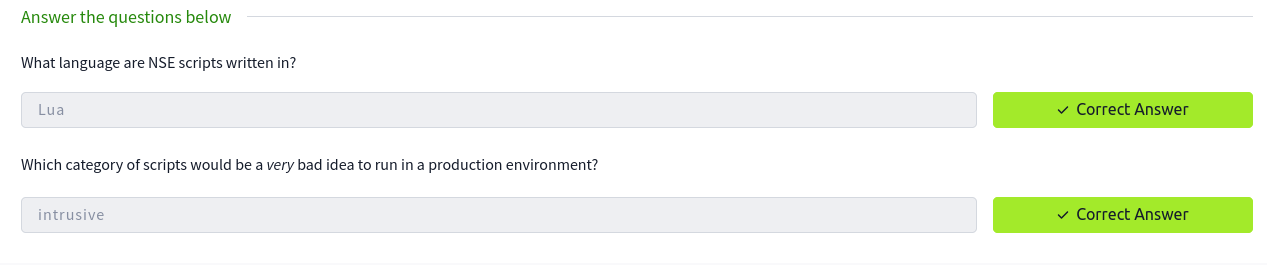 Answer the questions below
What language are NSE scripts written in?
Lua
✓ Correct Answer
Which category of scripts would be a very bad idea to run in a production environment?
intrusive
✓ Correct Answer